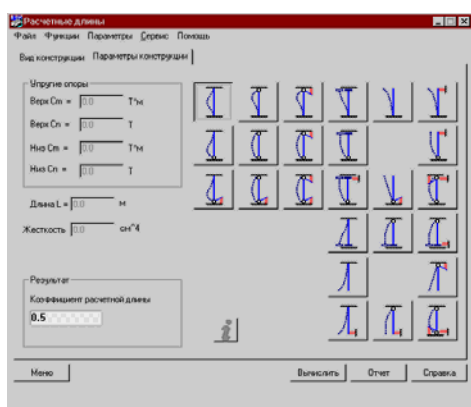 Расчетные длины
Файл Функции Параметры Сервис Помощь
Вид конструкции Параметры конструкции
Упругие опоры
Верх Cm = 0.0 Т*м
Верх Cn = 0.0 Т
Низ Cm = 0.0 Т*м
Низ Cn = 0.0 Т
Длина L = 0.0 м
Жесткость 0.0 см^4
Результат
Коэффициент расчетной длины
0.5
Меню Вычислить Отчет Справка